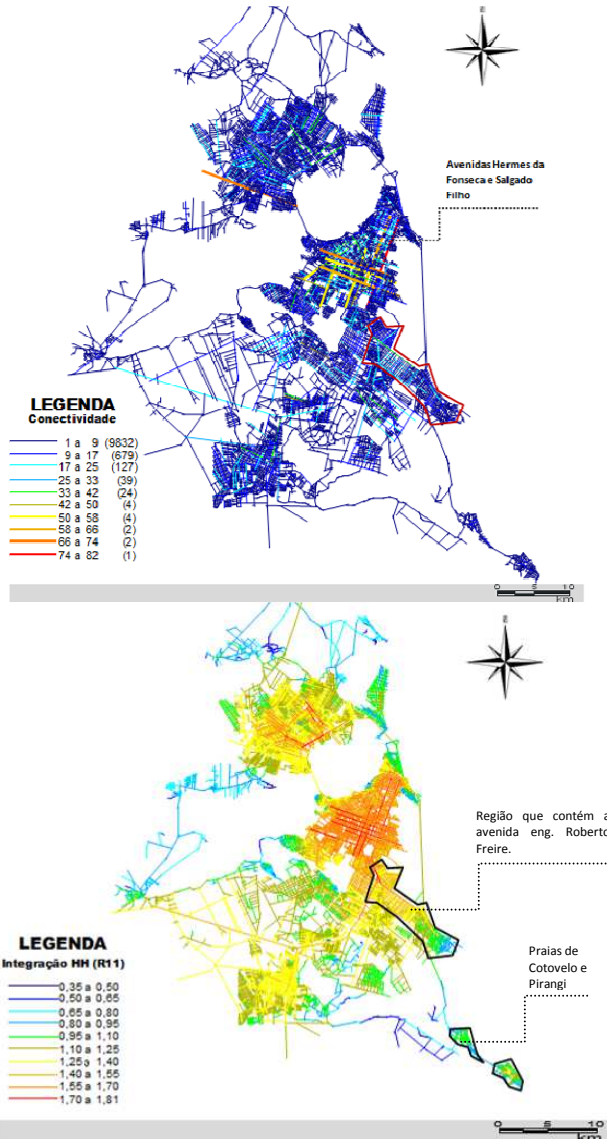 Avenidas Hermes da
Fonseca e Salgado
Filho
LEGENDA
Conectividade
1 a 9 (9832)
9 a 17 (679)
17 a 25 (127)
25 a 33 (39)
33 a 42 (24)
42 a 50 (4)
50 a 58 (4)
58 a 66 (2)
66 a 74 (2)
74 a 82 (1)
0 5 10
km
Região que contém a
avenida eng. Roberto
Freire.
Praias de
Cotovelo e
Pirangi
LEGENDA
Integração HH (R11)
0,35 a 0,50
0,50 a 0,65
0,65 a 0,80
0,80 a 0,95
0,95 a 1,10
1,10 a 1,25
1,25 a 1,40
1,40 a 1,55
1,55 a 1,70
1,70 a 1,81
0 5 10
km